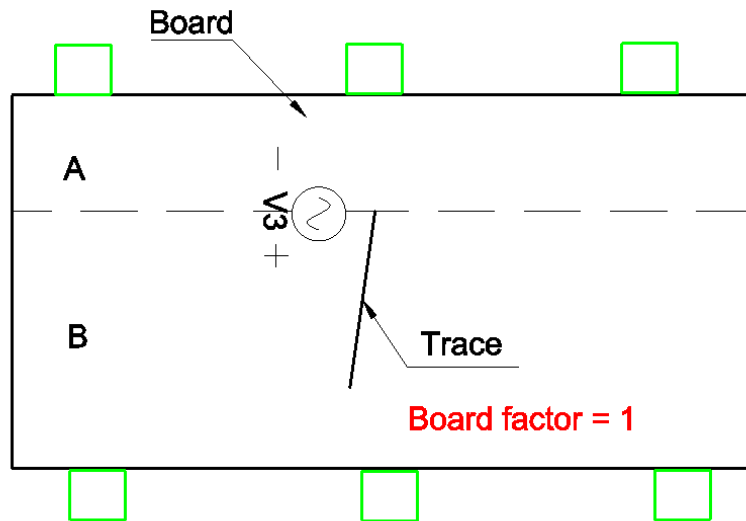 Board
A
−
V3
+
B
Trace
Board factor = 1